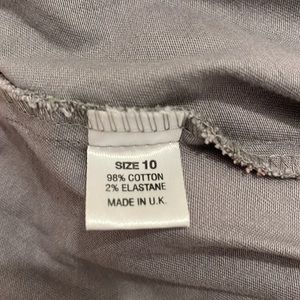 SIZE 10
98% COTTON
2% ELASTANE
MADE IN U.K.